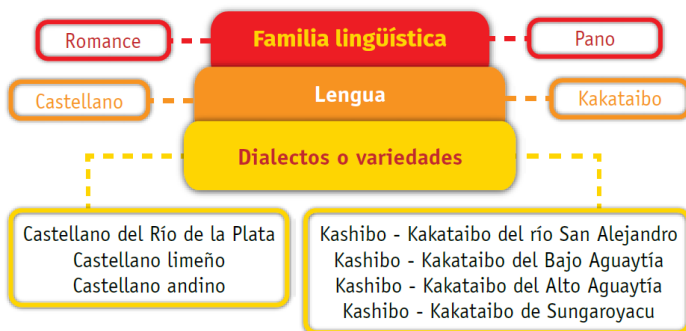 Romance
Familia lingüística
Pano
Castellano
Lengua
Kakataibo
Dialectos o variedades
Castellano del Río de la Plata
Castellano limeño
Castellano andino
Kashibo - Kakataibo del río San Alejandro
Kashibo - Kakataibo del Bajo Aguaytía
Kashibo - Kakataibo del Alto Aguaytía
Kashibo - Kakataibo de Sungaroyacu